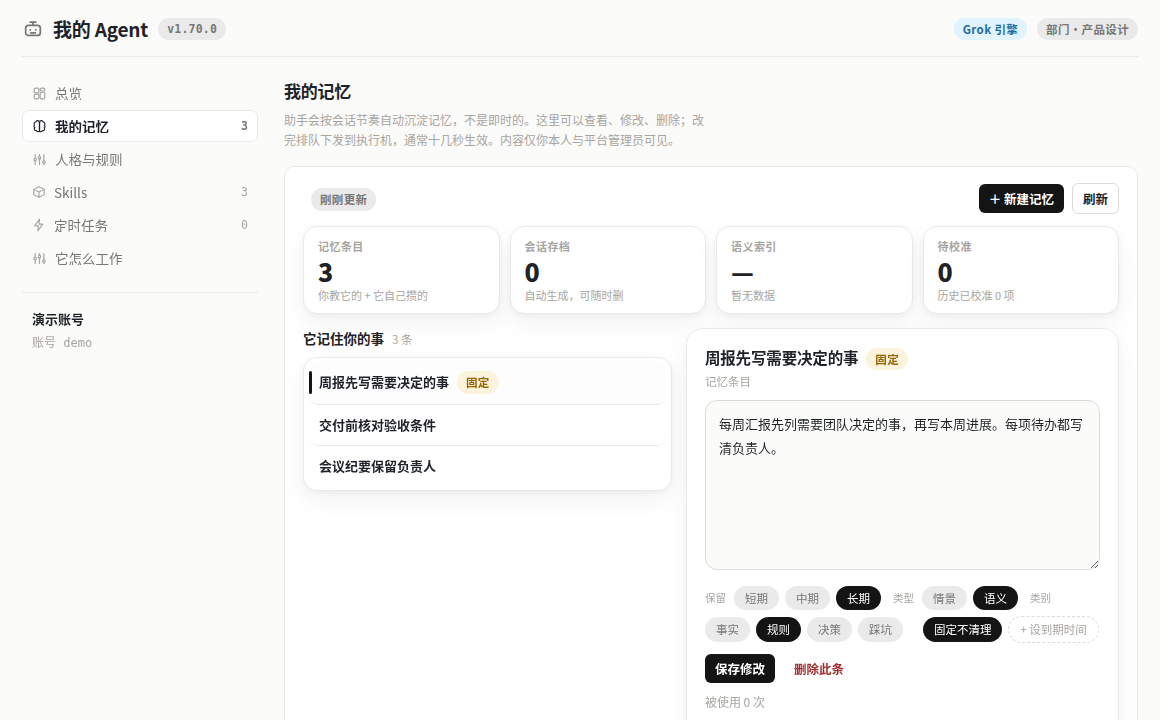 我的 Agent v1.70.0
Grok 引擎 部门・产品设计
总览
我的记忆 3
人格与规则
Skills 3
定时任务 0
它怎么工作
演示账号
账号 demo
我的记忆
助手会按会话节奏自动沉淀记忆，不是即时的。这里可以查看、修改、删除；改
完排队下发到执行机，通常十几秒生效。内容仅你本人与平台管理员可见。
刚刚更新
＋ 新建记忆 刷新
记忆条目
3
你教它的 + 它自己攒的
会话存档
0
自动生成，可随时删
语义索引
—
暂无数据
待校准
0
历史已校准 0 项
它记住你的事 3 条
周报先写需要决定的事 固定
交付前核对验收条件
会议纪要保留负责人
周报先写需要决定的事 固定
记忆条目
每周汇报先列需要团队决定的事，再写本周进展。每项待办都写
清负责人。
保留 短期 中期 长期 类型 情景 语义 类别
事实 规则 决策 踩坑 固定不清理 + 设到期时间
保存修改 删除此条
被使用 0 次